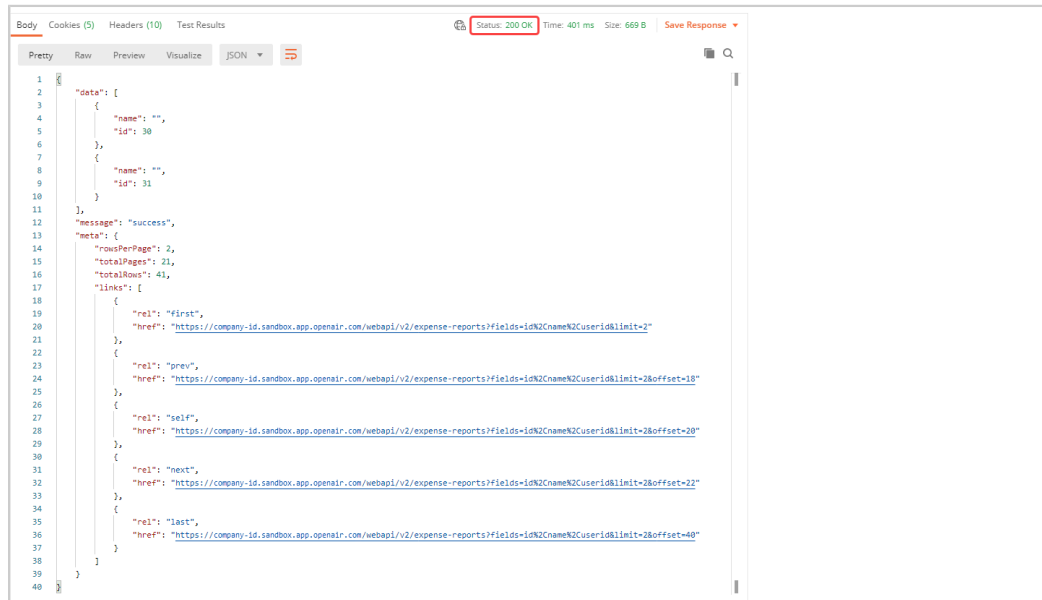 Body Cookies (5) Headers (10) Test Results Status: 200 OK Time: 401 ms Size: 669 B Save Response
Pretty Raw Preview Visualize JSON
1 {
2 "data": [
3 {
4 "name": "",
5 "id": 30
6 },
7 {
8 "name": "",
9 "id": 31
10 }
11 ],
12 "message": "success",
13 "meta": {
14 "rowsPerPage": 2,
15 "totalPages": 21,
16 "totalRows": 41,
17 "links": [
18 {
19 "rel": "first",
20 "href": "https://company-id.sandbox.app.openair.com/webapi/v2/expense-reports?fields=id%2Cname%2Cuserid&limit=2"
21 },
22 {
23 "rel": "prev",
24 "href": "https://company-id.sandbox.app.openair.com/webapi/v2/expense-reports?fields=id%2Cname%2Cuserid&limit=2&offset=18"
25 },
26 {
27 "rel": "self",
28 "href": "https://company-id.sandbox.app.openair.com/webapi/v2/expense-reports?fields=id%2Cname%2Cuserid&limit=2&offset=20"
29 },
30 {
31 "rel": "next",
32 "href": "https://company-id.sandbox.app.openair.com/webapi/v2/expense-reports?fields=id%2Cname%2Cuserid&limit=2&offset=22"
33 },
34 {
35 "rel": "last",
36 "href": "https://company-id.sandbox.app.openair.com/webapi/v2/expense-reports?fields=id%2Cname%2Cuserid&limit=2&offset=40"
37 }
38 ]
39 }
40 }